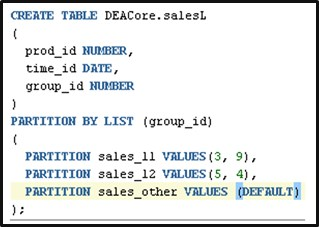 CREATE TABLE DEACore.salesL
(
prod_id NUMBER,
time_id DATE,
group_id NUMBER
)
PARTITION BY LIST (group_id)
(
PARTITION sales_l1 VALUES(3, 9),
PARTITION sales_l2 VALUES(5, 4),
PARTITION sales_other VALUES (DEFAULT)
);